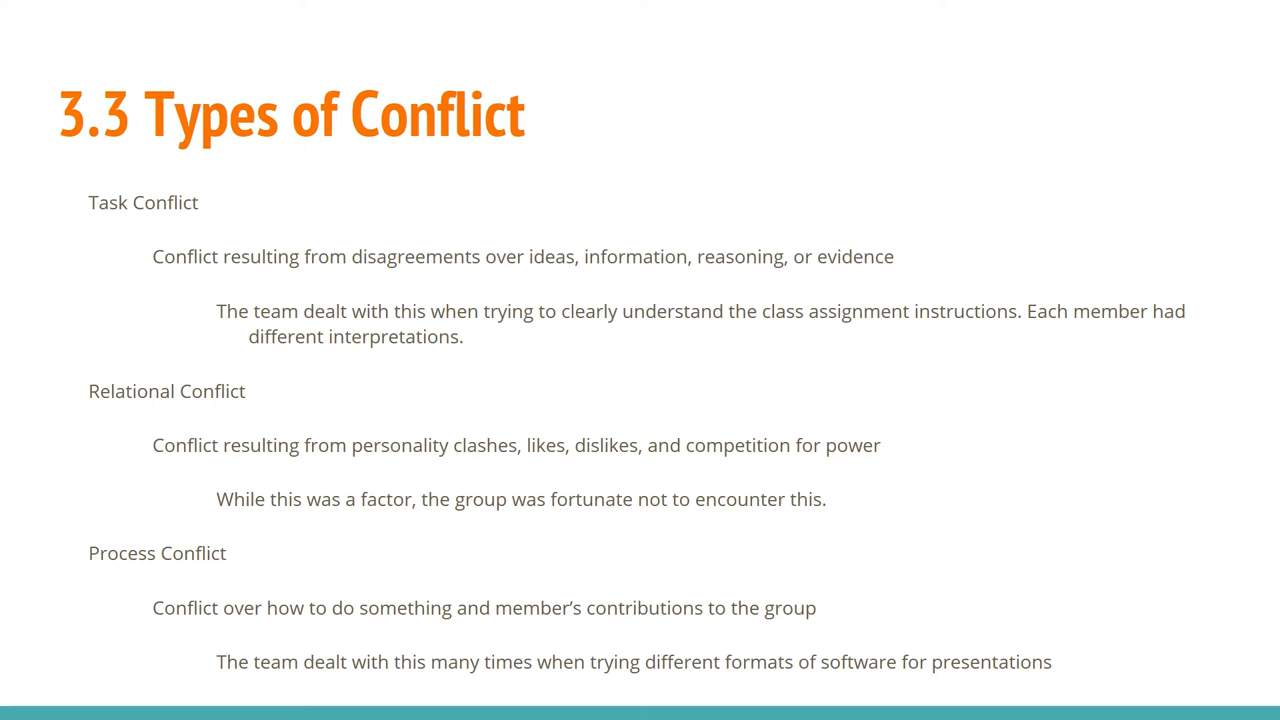 3.3 Types of Conflict
Task Conflict
Conflict resulting from disagreements over ideas, information, reasoning, or evidence
The team dealt with this when trying to clearly understand the class assignment instructions. Each member had
different interpretations.
Relational Conflict
Conflict resulting from personality clashes, likes, dislikes, and competition for power
While this was a factor, the group was fortunate not to encounter this.
Process Conflict
Conflict over how to do something and member’s contributions to the group
The team dealt with this many times when trying different formats of software for presentations